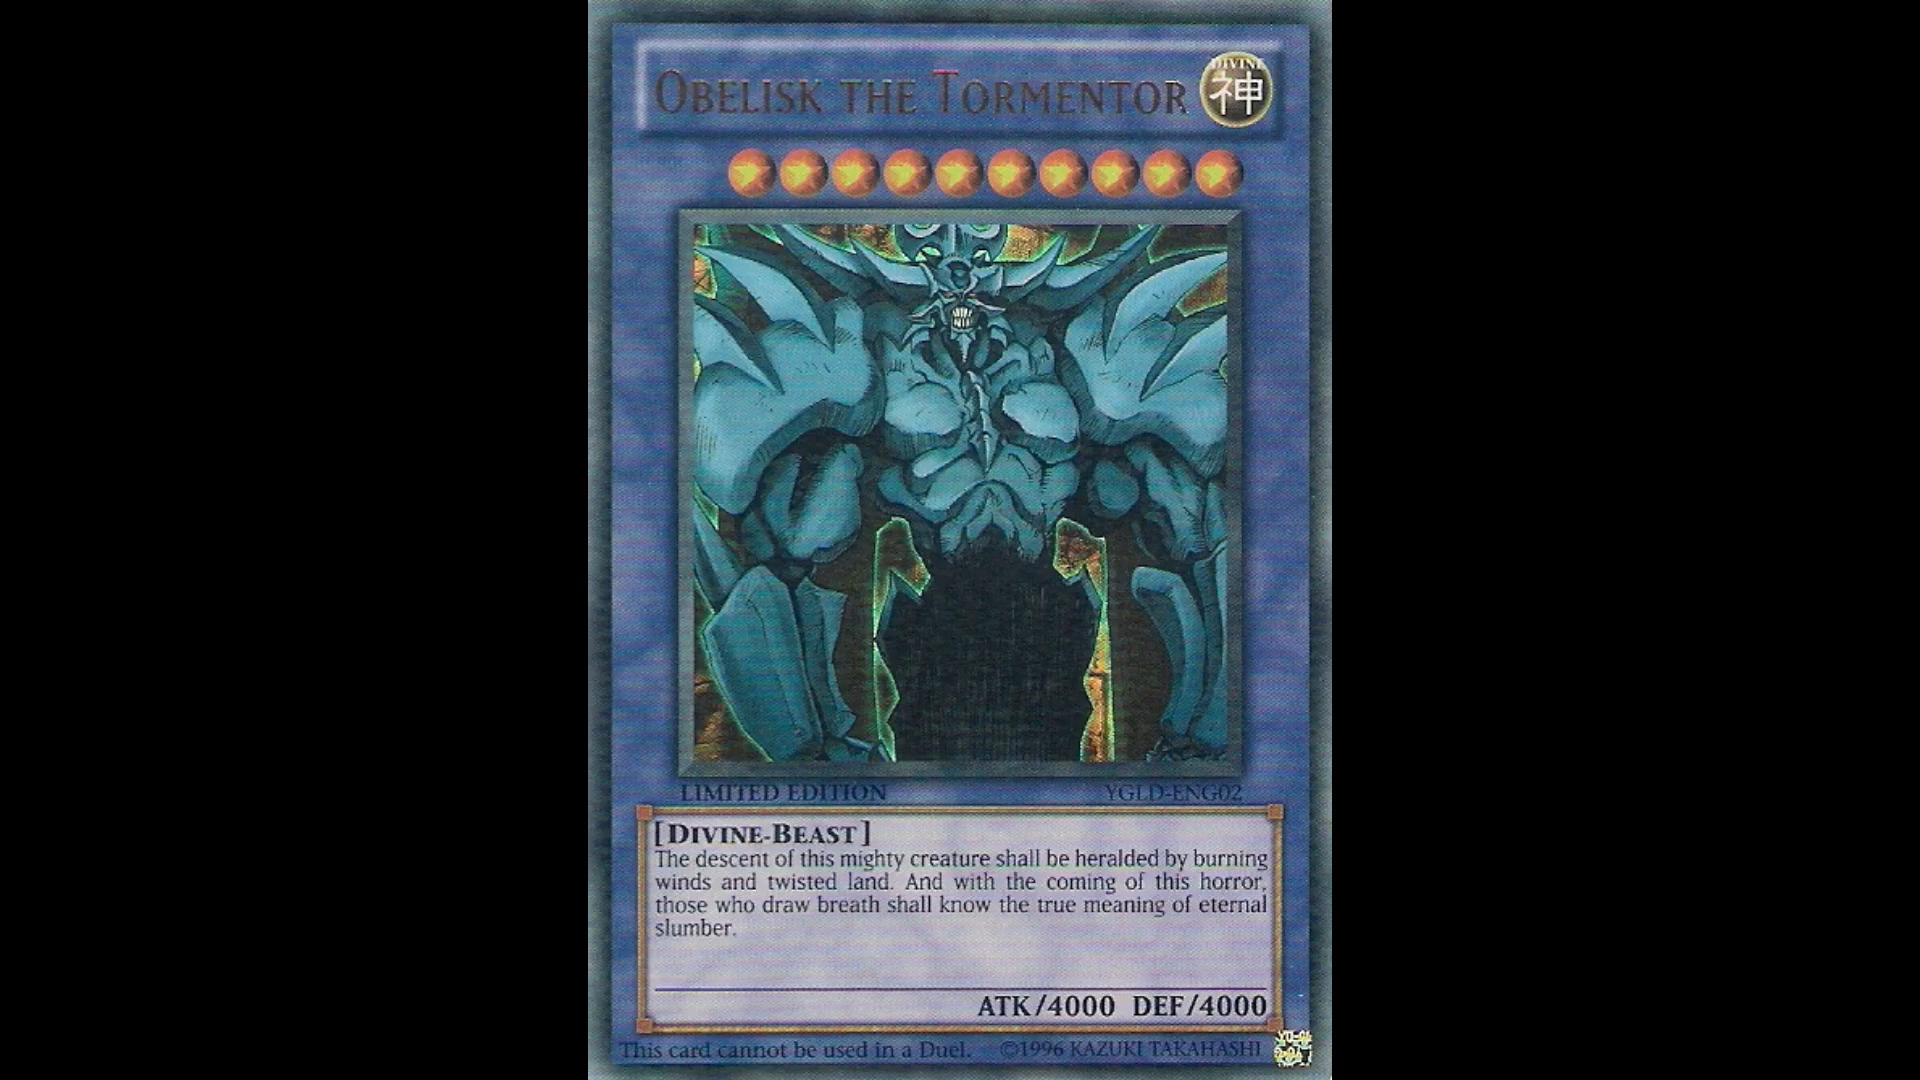 OBELISK THE TORMENTOR
DIVINE
神
LIMITED EDITION
YGLD-ENG02
[DIVINE-BEAST]
The descent of this mighty creature shall be heralded by burning
winds and twisted land. And with the coming of this horror,
those who draw breath shall know the true meaning of eternal
slumber.
ATK/4000 DEF/4000
This card cannot be used in a Duel. ©1996 KAZUKI TAKAHASHI